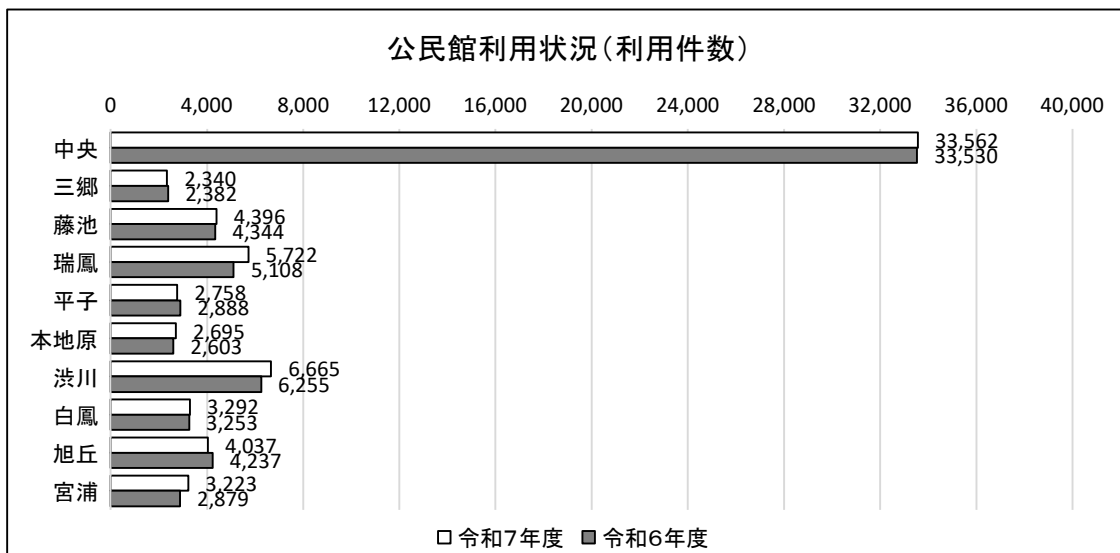 公民館利用状況（利用件数）
0 4,000 8,000 12,000 16,000 20,000 24,000 28,000 32,000 36,000 40,000
中央 33,562
33,530
三郷 2,340
2,382
藤池 4,396
4,344
瑞鳳 5,722
5,108
平子 2,758
2,888
本地原 2,695
2,603
渋川 6,665
6,255
白鳳 3,292
3,253
旭丘 4,037
4,237
宮浦 3,223
2,879
令和７年度 令和６年度